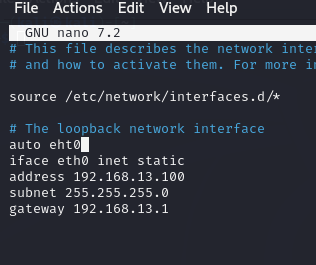 File Actions Edit View Help
GNU nano 7.2
# This file describes the network inter
# and how to activate them. For more in
source /etc/network/interfaces.d/*
# The loopback network interface
auto eht0
iface eth0 inet static
address 192.168.13.100
subnet 255.255.255.0
gateway 192.168.13.1